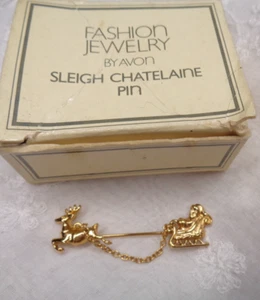 FASHION
JEWELRY
BY AVON
SLEIGH CHATELAINE
PIN